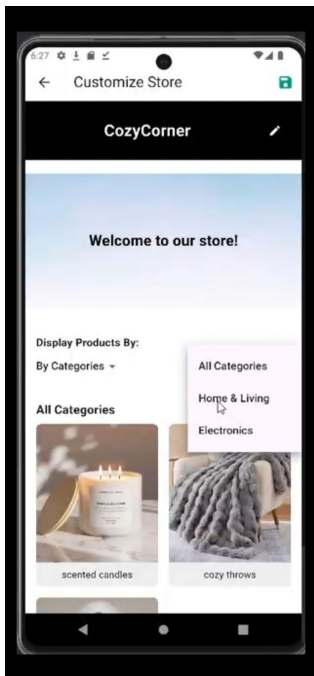 6:27
Customize Store
CozyCorner
Welcome to our store!
Display Products By:
By Categories
All Categories
Home & Living
Electronics
All Categories
scented candles
cozy throws